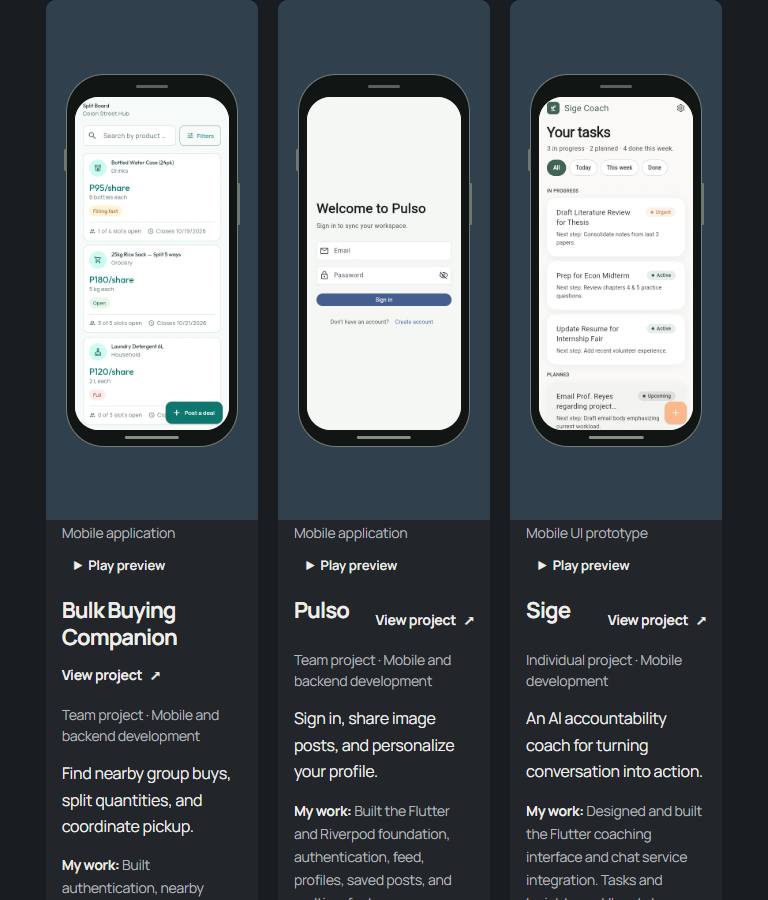 Split Board
Colon Street Hub
Search by product ...
Filters
Bottled Water Case (24pk)
Drinks
P95/share
6 bottles each
Filling fast
1 of 4 slots open
Closes 10/19/2026
25kg Rice Sack — Split 5 ways
Grocery
P180/share
5 kg each
Open
3 of 5 slots open
Closes 10/21/2026
Laundry Detergent 6L
Household
P120/share
2 L each
Full
0 of 3 slots open
Post a deal
Mobile application
▶ Play preview
Bulk Buying
Companion
View project ↗
Team project · Mobile and
backend development
Find nearby group buys,
split quantities, and
coordinate pickup.
My work: Built
authentication, nearby
Welcome to Pulso
Sign in to sync your workspace.
Email
Password
Sign in
Don't have an account? Create account
Mobile application
▶ Play preview
Pulso
View project ↗
Team project · Mobile and
backend development
Sign in, share image
posts, and personalize
your profile.
My work: Built the Flutter
and Riverpod foundation,
authentication, feed,
profiles, saved posts, and
Sige Coach
Your tasks
3 in progress · 2 planned · 4 done this week.
All
Today
This week
Done
IN PROGRESS
Draft Literature Review
for Thesis
Urgent
Next step: Consolidate notes from last 3
papers.
Prep for Econ Midterm
Active
Next step: Review chapters 4 & 5 practice
questions.
Update Resume for
Internship Fair
Active
Next step: Add recent volunteer experience.
PLANNED
Email Prof. Reyes
regarding project...
Upcoming
Next step: Draft email body emphasizing
current workload.
Mobile UI prototype
▶ Play preview
Sige
View project ↗
Individual project · Mobile
development
An AI accountability
coach for turning
conversation into action.
My work: Designed and built
the Flutter coaching
interface and chat service
integration. Tasks and